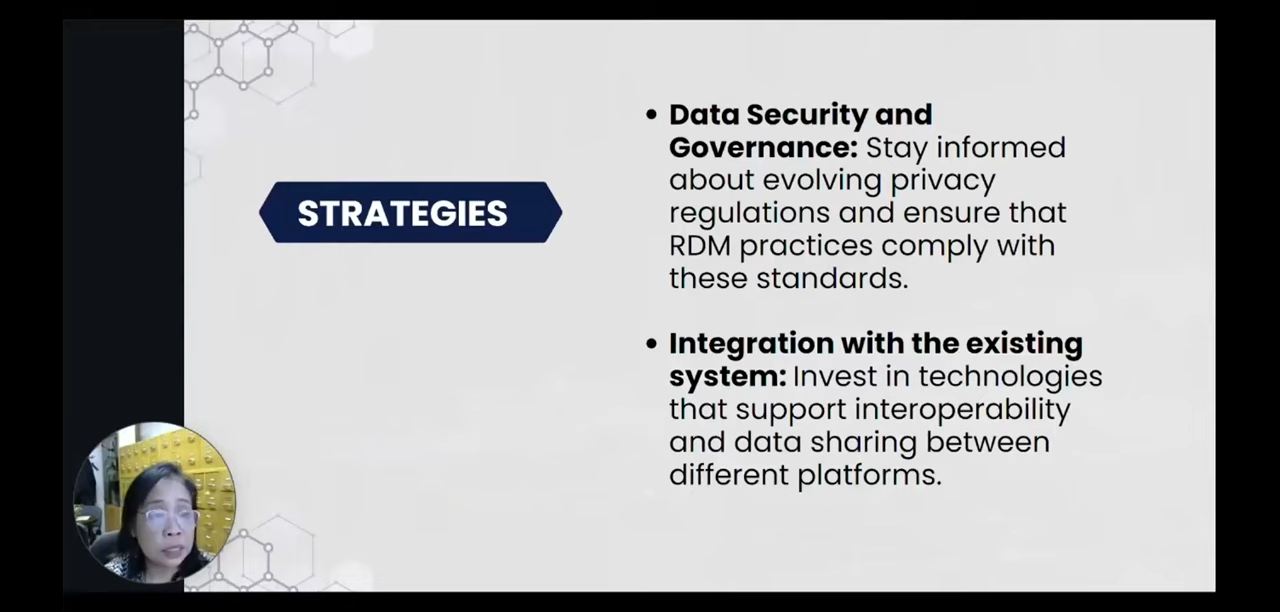 STRATEGIES
• Data Security and
Governance: Stay informed
about evolving privacy
regulations and ensure that
RDM practices comply with
these standards.
• Integration with the existing
system: Invest in technologies
that support interoperability
and data sharing between
different platforms.